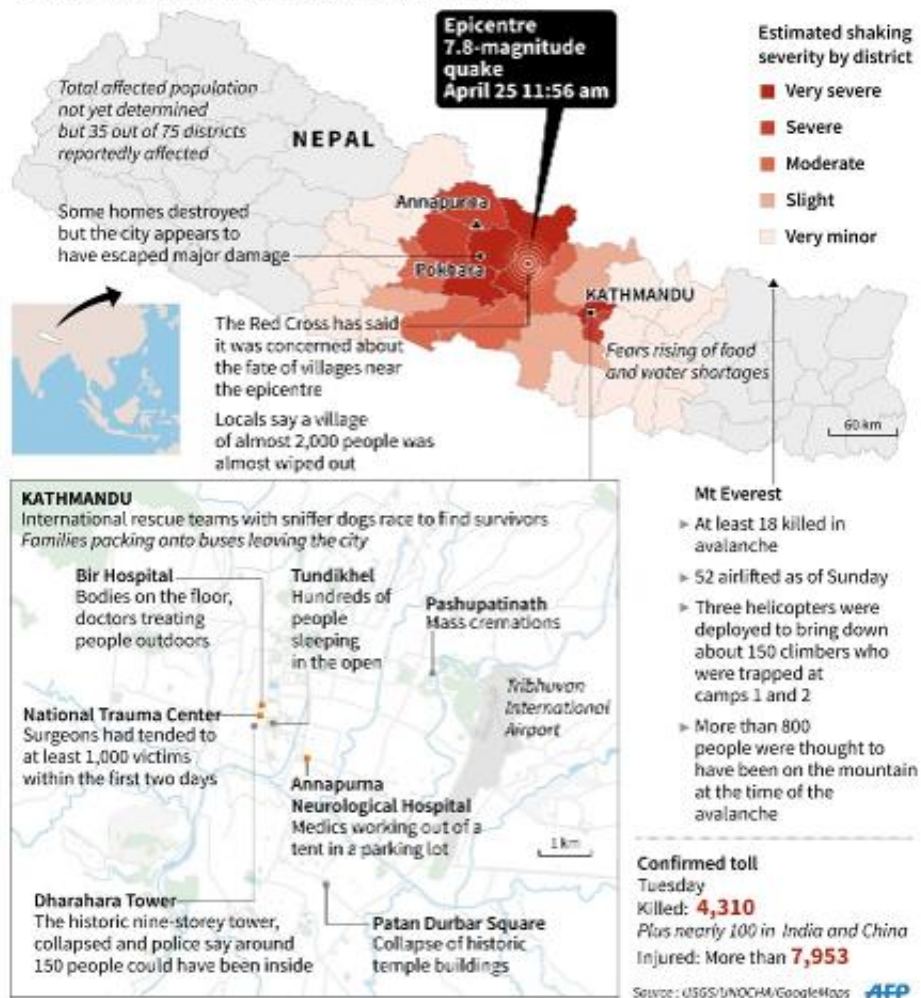 Epicentre
7.8-magnitude
quake
April 25 11:56 am
Estimated shaking
severity by district
Very severe
Severe
Moderate
Slight
Very minor
Total affected population
not yet determined
but 35 out of 75 districts
reportedly affected
NEPAL
Some homes destroyed
but the city appears to
have escaped major damage
Annapurna
Pokhara
KATHMANDU
The Red Cross has said
it was concerned about
the fate of villages near
the epicentre
Locals say a village
of almost 2,000 people was
almost wiped out
Fears rising of food
and water shortages
60 km
KATHMANDU
International rescue teams with sniffer dogs race to find survivors
Families packing onto buses leaving the city
Bir Hospital
Bodies on the floor,
doctors treating
people outdoors
Tundikhel
Hundreds of
people
sleeping
in the open
Pashupatinath
Mass cremations
Tribhuvan
International
Airport
National Trauma Center
Surgeons had tended to
at least 1,000 victims
within the first two days
Annapurna
Neurological Hospital
Medics working out of a
tent in a parking lot
1 km
Dharahara Tower
The historic nine-storey tower,
collapsed and police say around
150 people could have been inside
Patan Durbar Square
Collapse of historic
temple buildings
Mt Everest
At least 18 killed in
avalanche
52 airlifted as of Sunday
Three helicopters were
deployed to bring down
about 150 climbers who
were trapped at
camps 1 and 2
More than 800
people were thought to
have been on the mountain
at the time of the
avalanche
Confirmed toll
Tuesday
Killed: 4,310
Plus nearly 100 in India and China
Injured: More than 7,953
Source: USGS/UNOCHA/GoogleMaps AFP